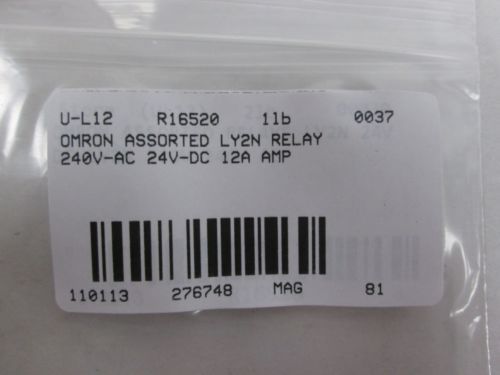 U-L12 R16520 1lb 0037
OMRON ASSORTED LY2N RELAY
240V-AC 24V-DC 12A AMP
110113 276748 MAG 81